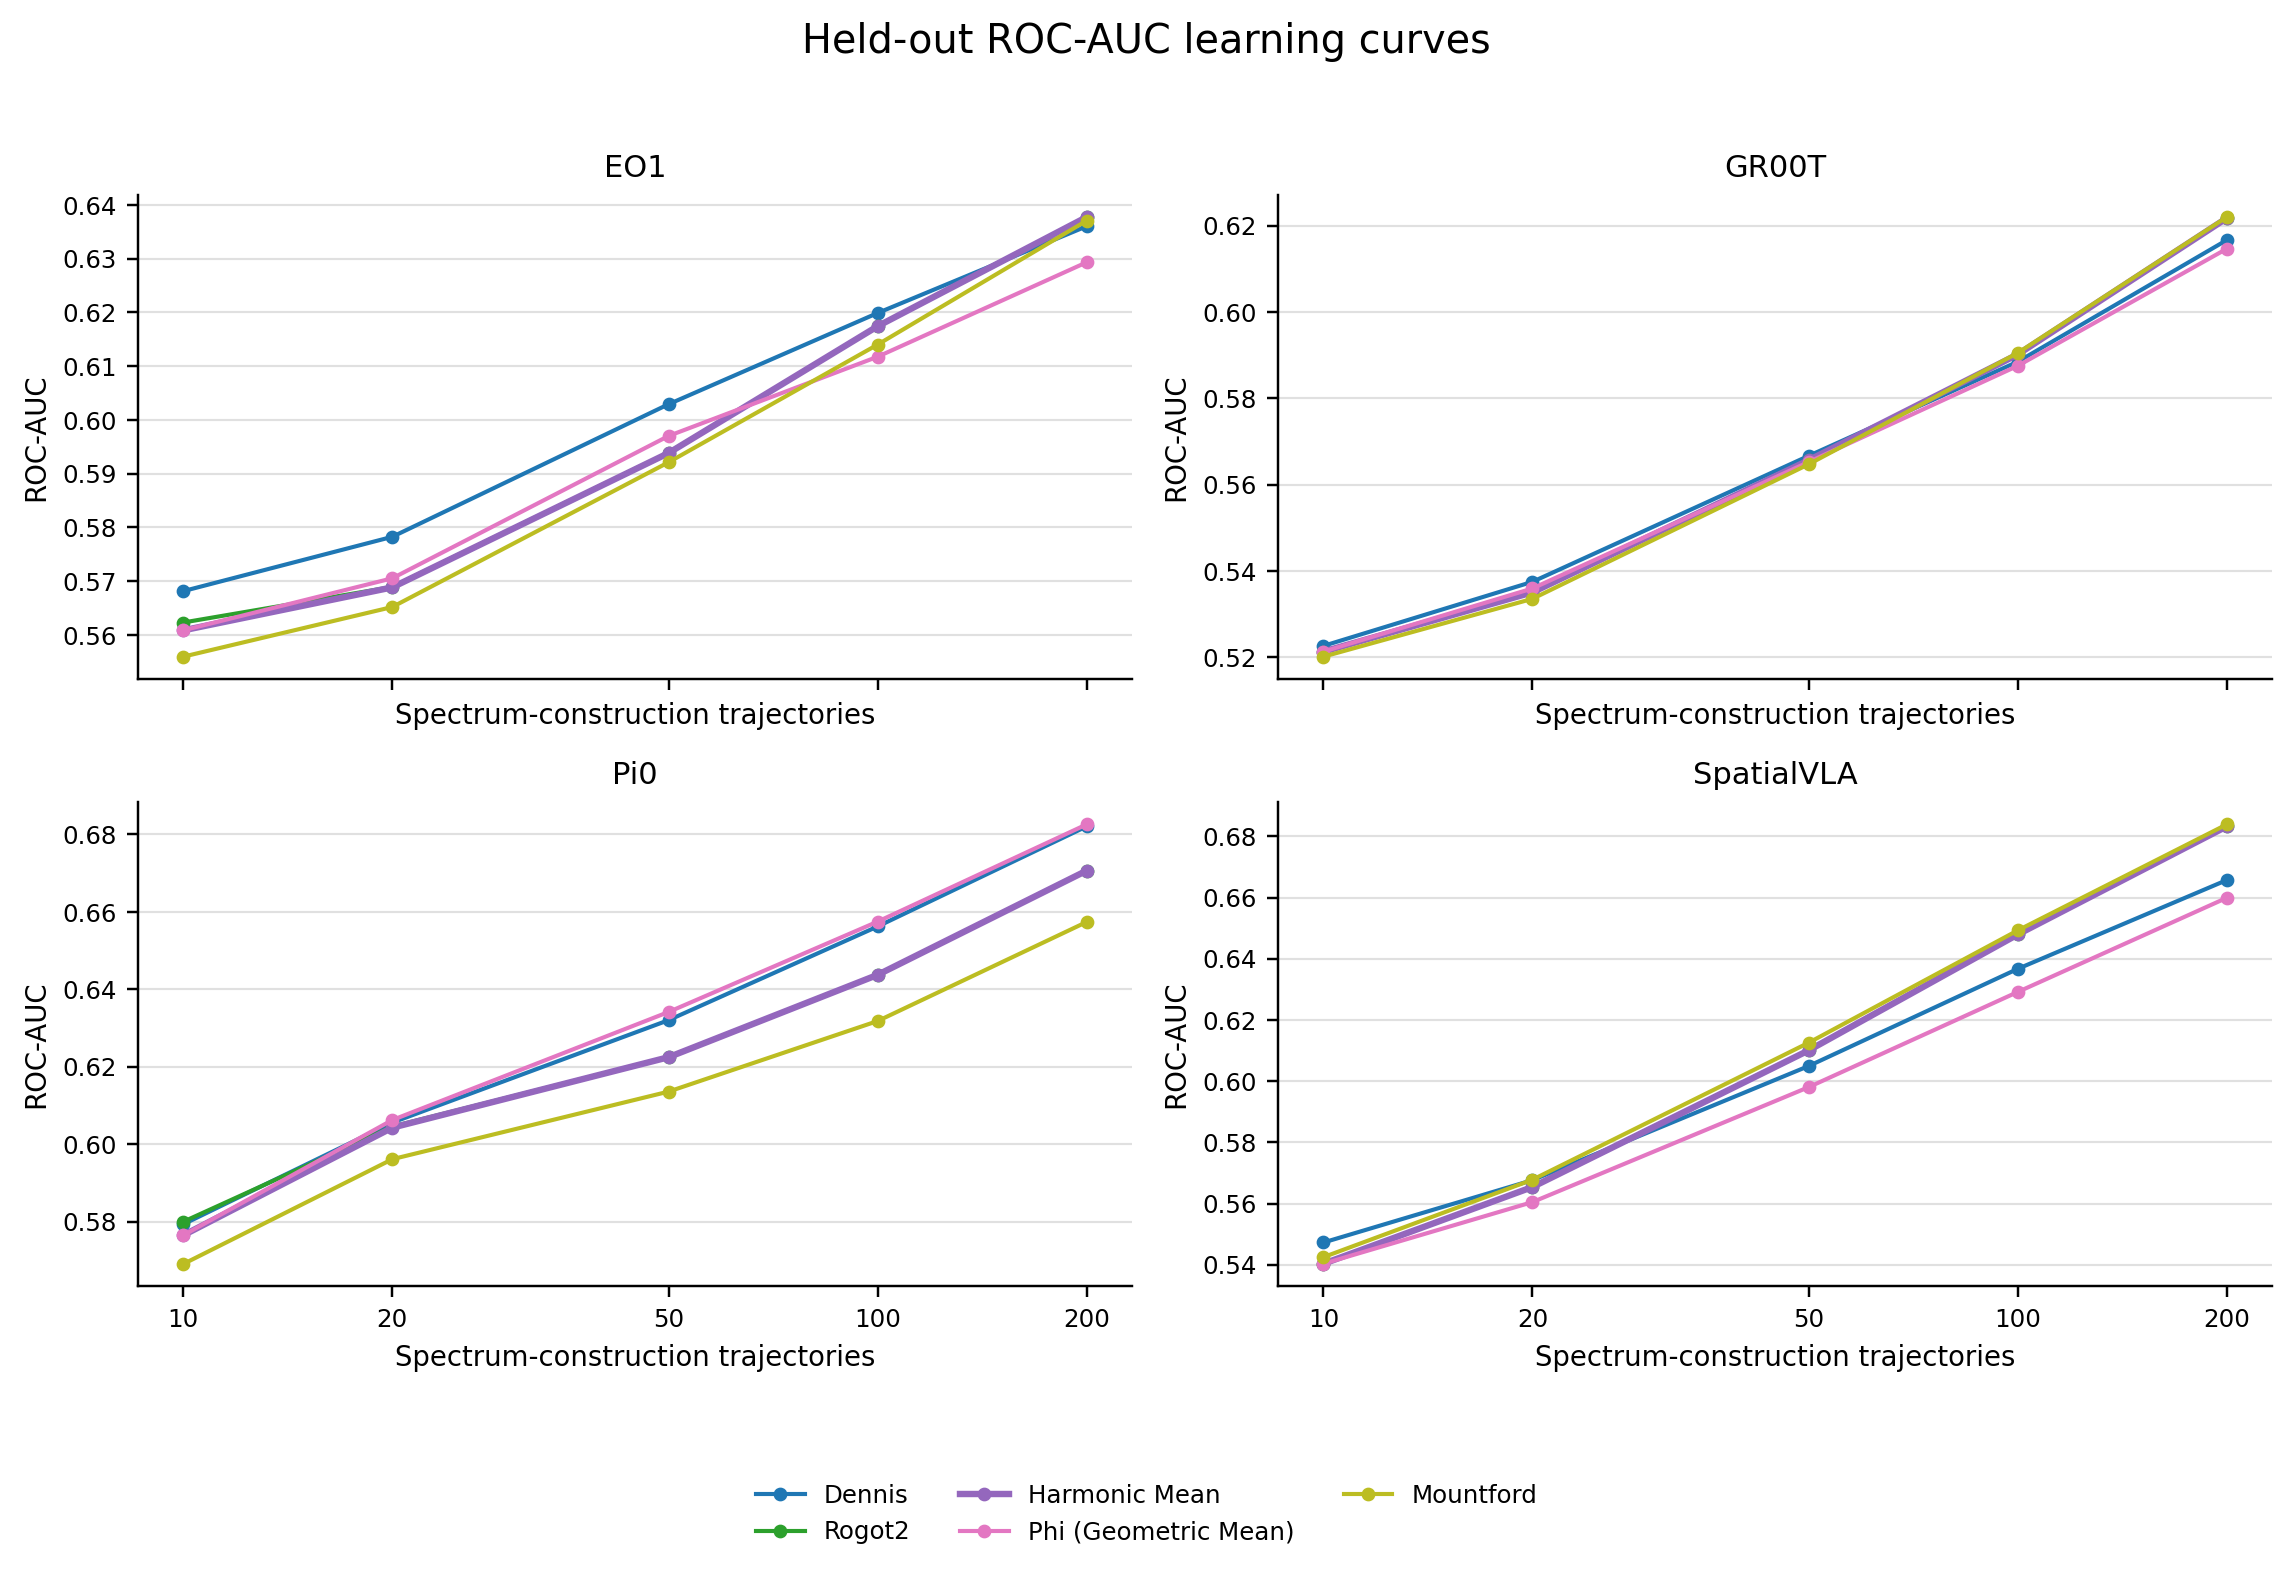 Held-out ROC-AUC learning curves
EO1
ROC-AUC
0.64
0.63
0.62
0.61
0.60
0.59
0.58
0.57
0.56
Spectrum-construction trajectories
GR00T
ROC-AUC
0.62
0.60
0.58
0.56
0.54
0.52
Spectrum-construction trajectories
Pi0
ROC-AUC
0.68
0.66
0.64
0.62
0.60
0.58
10 20 50 100 200
Spectrum-construction trajectories
SpatialVLA
ROC-AUC
0.68
0.66
0.64
0.62
0.60
0.58
0.56
0.54
10 20 50 100 200
Spectrum-construction trajectories
Dennis
Rogot2
Harmonic Mean
Phi (Geometric Mean)
Mountford